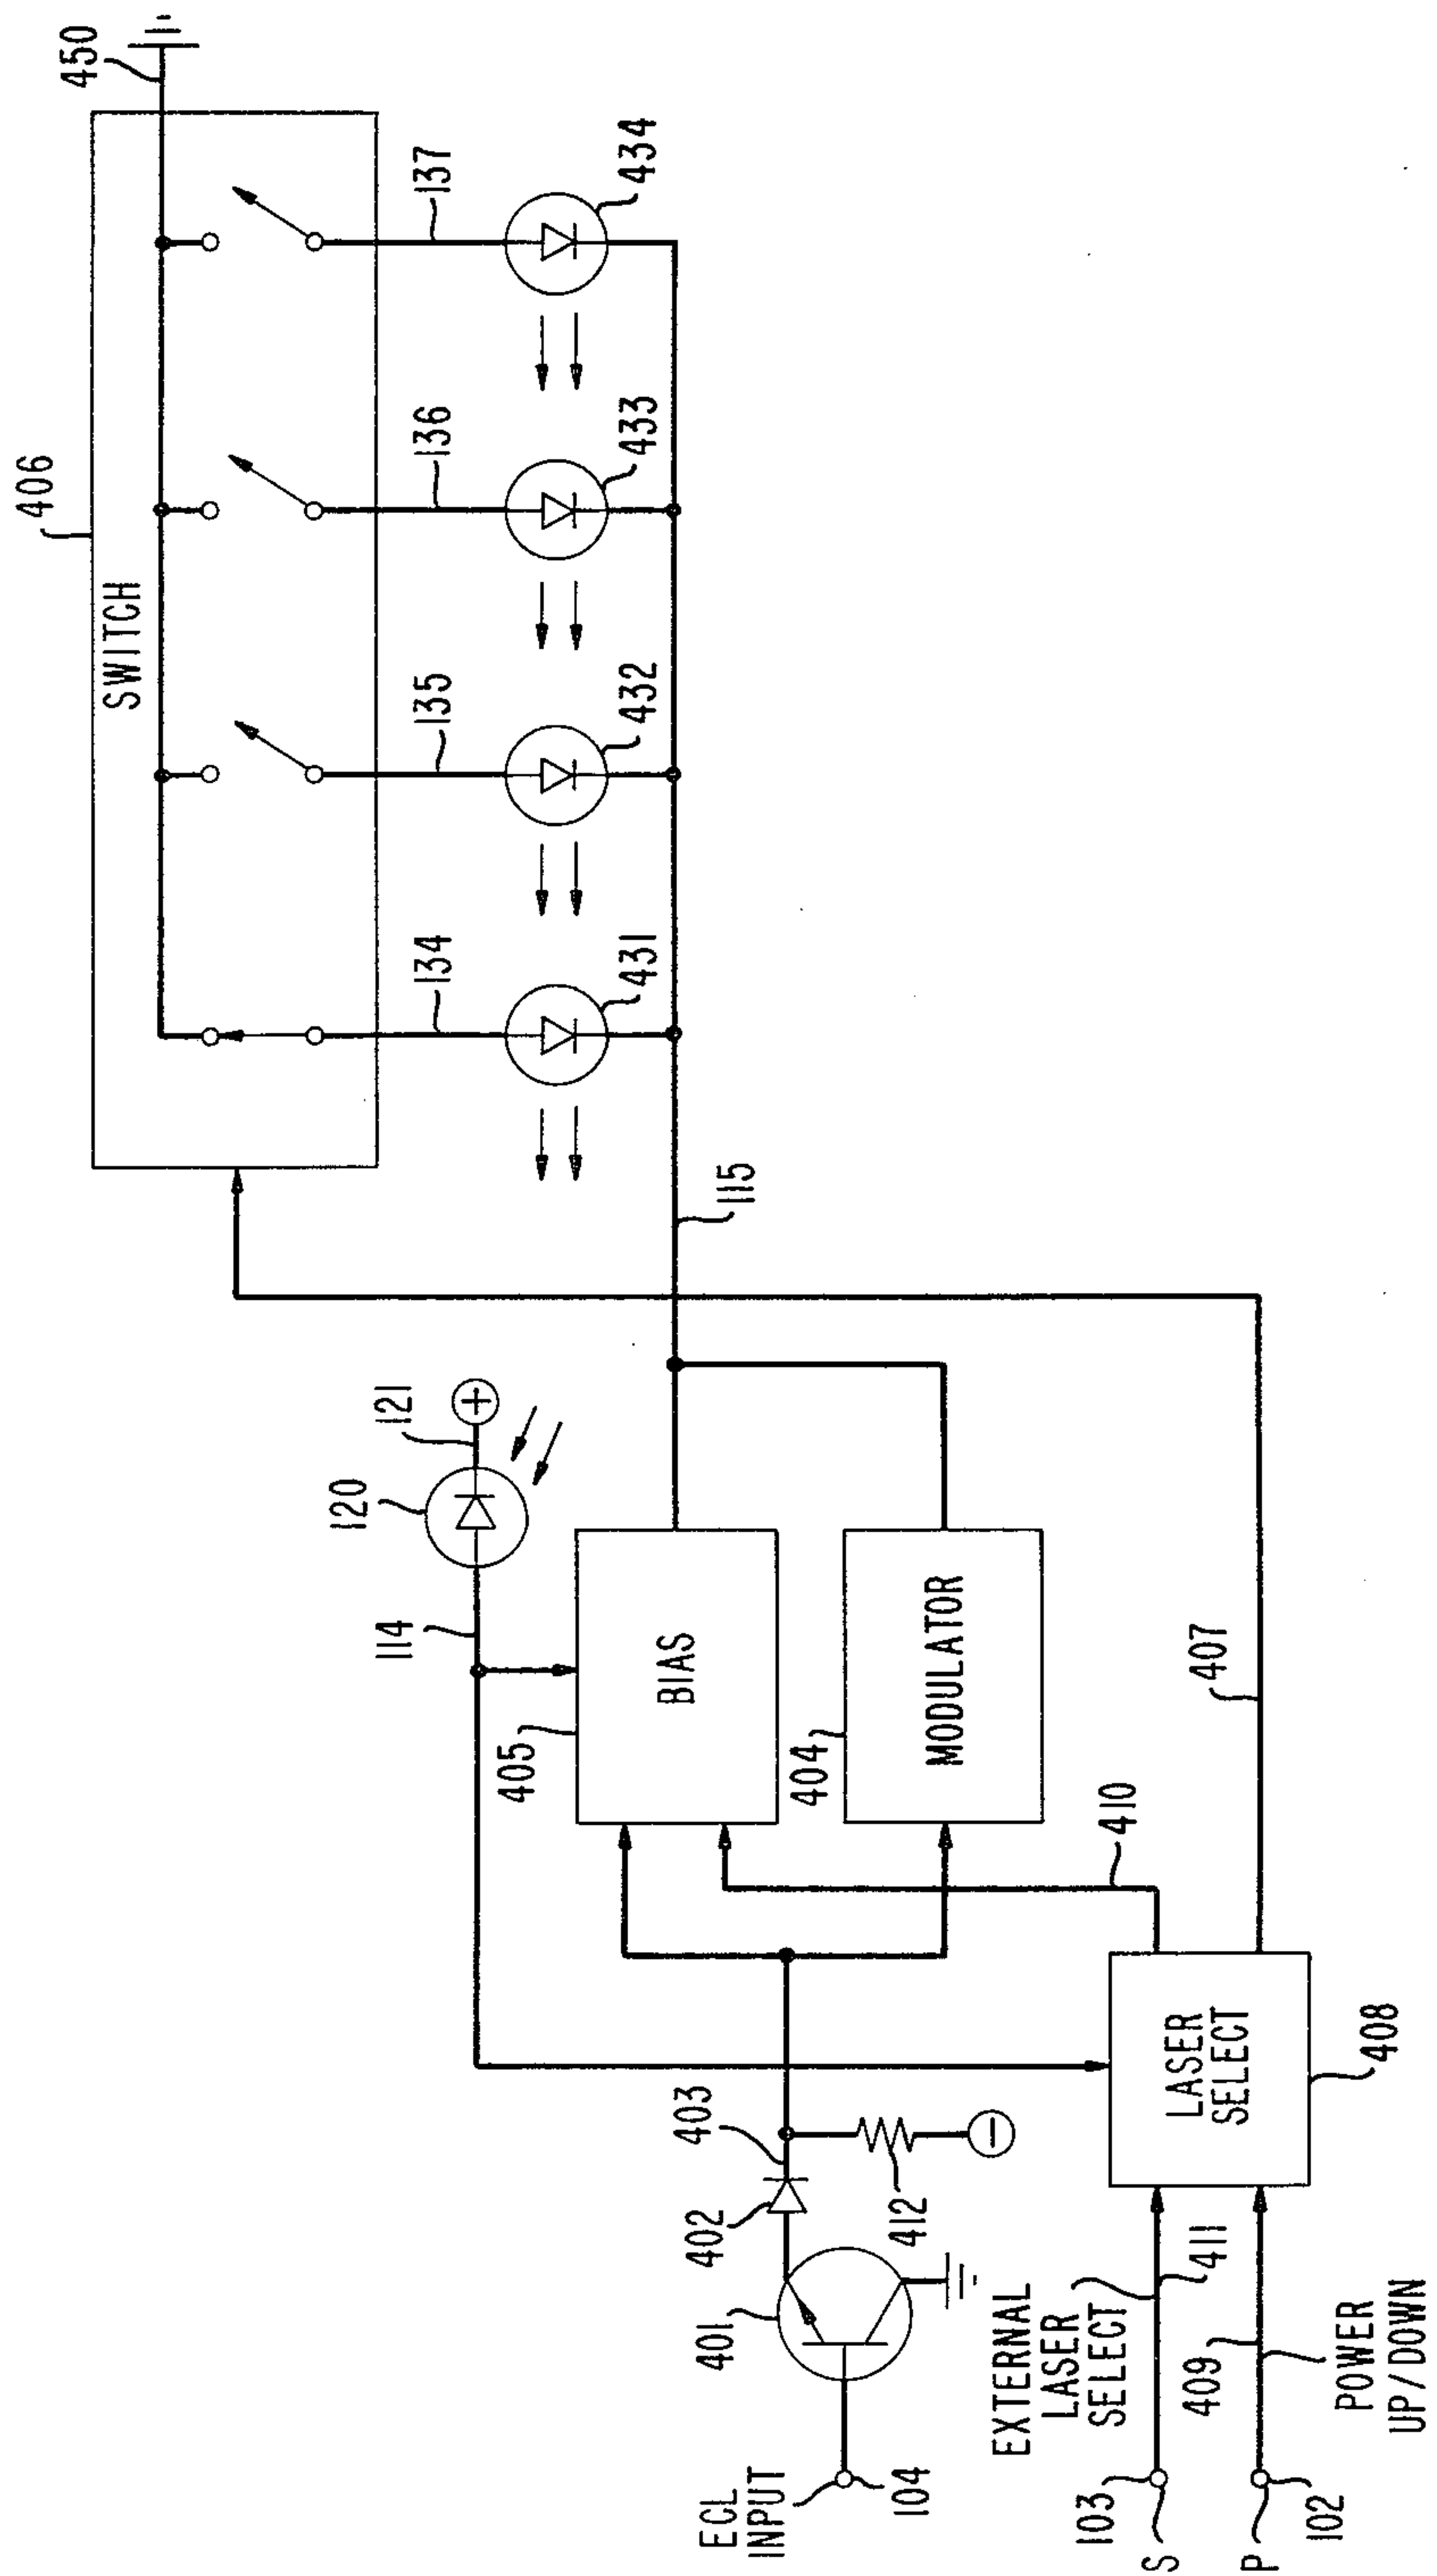 406
SWITCH
450
134
135
136
137
431
432
433
434
115
121
120
114
405
BIAS
404
MODULATOR
410
407
403
402
401
412
ECL
INPUT
104
EXTERNAL
LASER
SELECT
411
LASER
SELECT
408
103
S
409
P
102
POWER
UP/DOWN
+
−